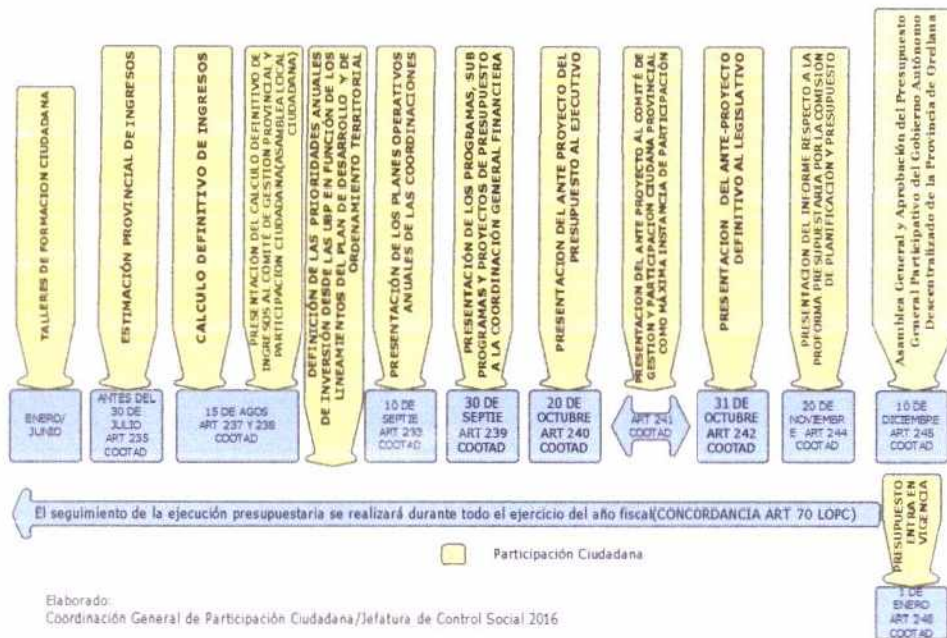 TALLERES DE FORMACION CIUDADANA
ENERO/
JUNIO
ESTIMACIÓN PROVINCIAL DE INGRESOS
ANTES DEL
30 DE
JULIO
ART 235
COOTAD
CALCULO DEFINITIVO DE INGRESOS
PRESENTACIÓN DEL CALCULO DEFINITIVO DE
INGRESOS AL COMITÉ DE GESTION PROVINCIAL Y
PARTICIPACION CIUDADANA(ASAMBLEA LOCAL
CIUDADANA)
15 DE AGOS
ART 237 Y 238
COOTAD
DEFINICIÓN DE LAS PRIORIDADES ANUALES
DE INVERSIÓN DESDE LAS UBP EN FUNCIÓN DE LOS
LINEAMIENTOS DEL PLAN DE DESARROLLO Y DE
ORDENAMIENTO TERRITORIAL
PRESENTACIÓN DE LOS PLANES OPERATIVOS
ANUALES DE LAS COORDINACIONES
10 DE
SEPTIE
ART 233
COOTAD
PRESENTACIÓN DE LOS PROGRAMAS, SUB
PROGRAMAS Y PROYECTOS DE PRESUPUESTO
A LA COORDINACIÓN GENERAL FINANCIERA
30 DE
SEPTIE
ART 239
COOTAD
PRESENTACION DEL ANTE PROYECTO DEL
PRESUPUESTO AL EJECUTIVO
20 DE
OCTUBRE
ART 240
COOTAD
PRESENTACION DEL ANTE PROYECTO AL COMITÉ DE
GESTION Y PARTICIPACION CIUDADANA PROVINCIAL
COMO MÁXIMA INSTANCIA DE PARTICIPACIÓN
ART 241
COOTAD
PRESENTACION DEL ANTE-PROYECTO
DEFINITIVO AL LEGISLATIVO
31 DE
OCTUBRE
ART 242
COOTAD
PRESENTACION DEL INFORME RESPECTO A LA
PROFORMA PRESUPUESTARIA POR LA COMISION
DE PLANIFICACIÓN Y PRESUPUESTO
20 DE
NOVIEMBR
E ART 244
COOTAD
Asamblea General y Aprobación del Presupuesto
General Participativo del Gobierno Autónomo
Descentralizado de la Provincia de Orellana
10 DE
DICIEMBRE
ART 245
COOTAD
El seguimiento de la ejecución presupuestaria se realizará durante todo el ejercicio del año fiscal(CONCORDANCIA ART 70 LOPC)
PRESUPUESTO
ENTRA EN
VIGENCIA
1 DE
ENERO
ART 248
COOTAD
Participación Ciudadana
Elaborado:
Coordinación General de Participación Ciudadana/Jefatura de Control Social 2016